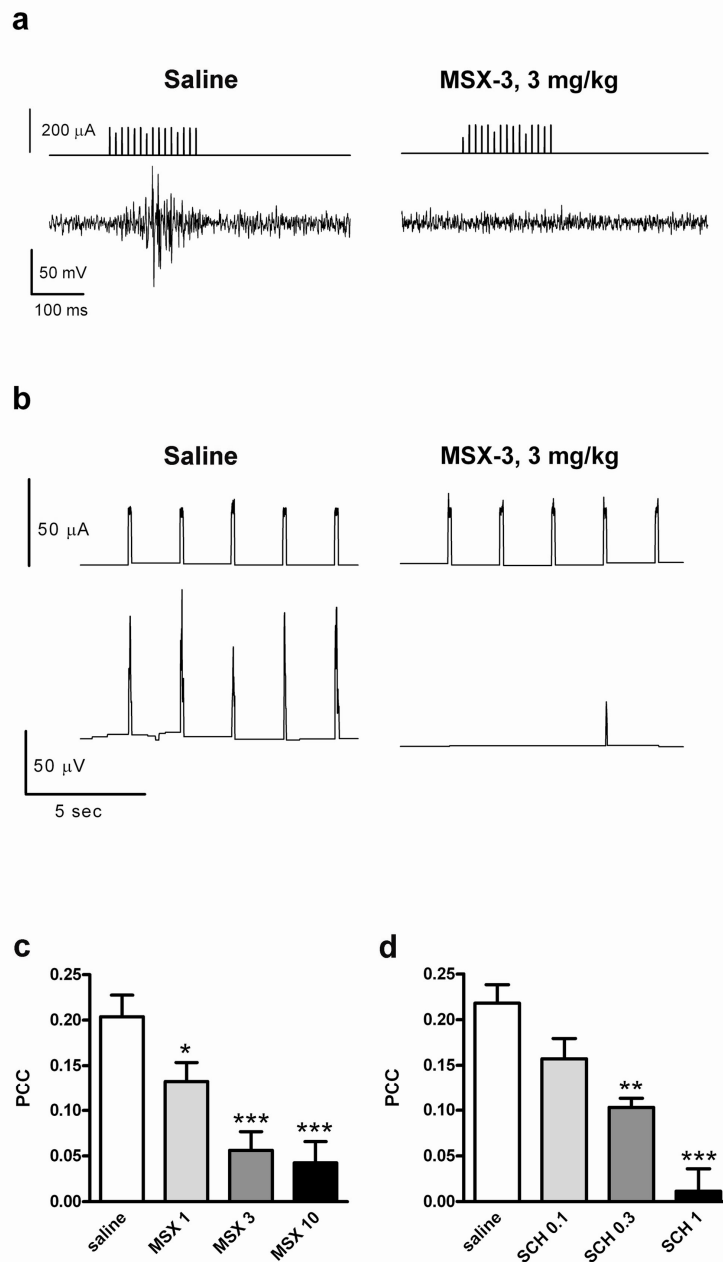 a
Saline MSX-3, 3 mg/kg
200 μA
50 mV
100 ms
b
Saline MSX-3, 3 mg/kg
50 μA
50 μV
5 sec
c
0.25
0.20
0.15
0.10
0.05
0.00
PCC
*
***
***
saline
MSX 1
MSX 3
MSX 10
d
0.25
0.20
0.15
0.10
0.05
0.00
PCC
**
***
saline
SCH 0.1
SCH 0.3
SCH 1